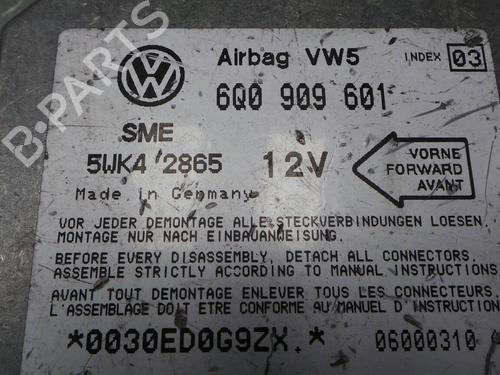 B-PARTS
Airbag VW5 INDEX 03
6Q0 909 601
SME
5WK4 2865 12V
VORNE
FORWARD
AVANT
Made in Germany
VOR JEDER DEMONTAGE ALLE STECKVERBINDUNGEN LOESEN.
MONTAGE NUR NACH EINBAUANWEISUNG.
BEFORE EVERY DISASSEMBLY, DETACH ALL CONNECTORS.
ASSEMBLE STRICTLY ACCORDING TO MANUAL INSTRUCTIONS
AVANT TOUT DEMONTAGE ENLEVER TOUS LES CONNECTEURS.
L'ASSEMBLAGE DOIT ETRE CONFORME AU MANUEL D'INSTRUCTION
*0030ED0G9ZX.* 06000310